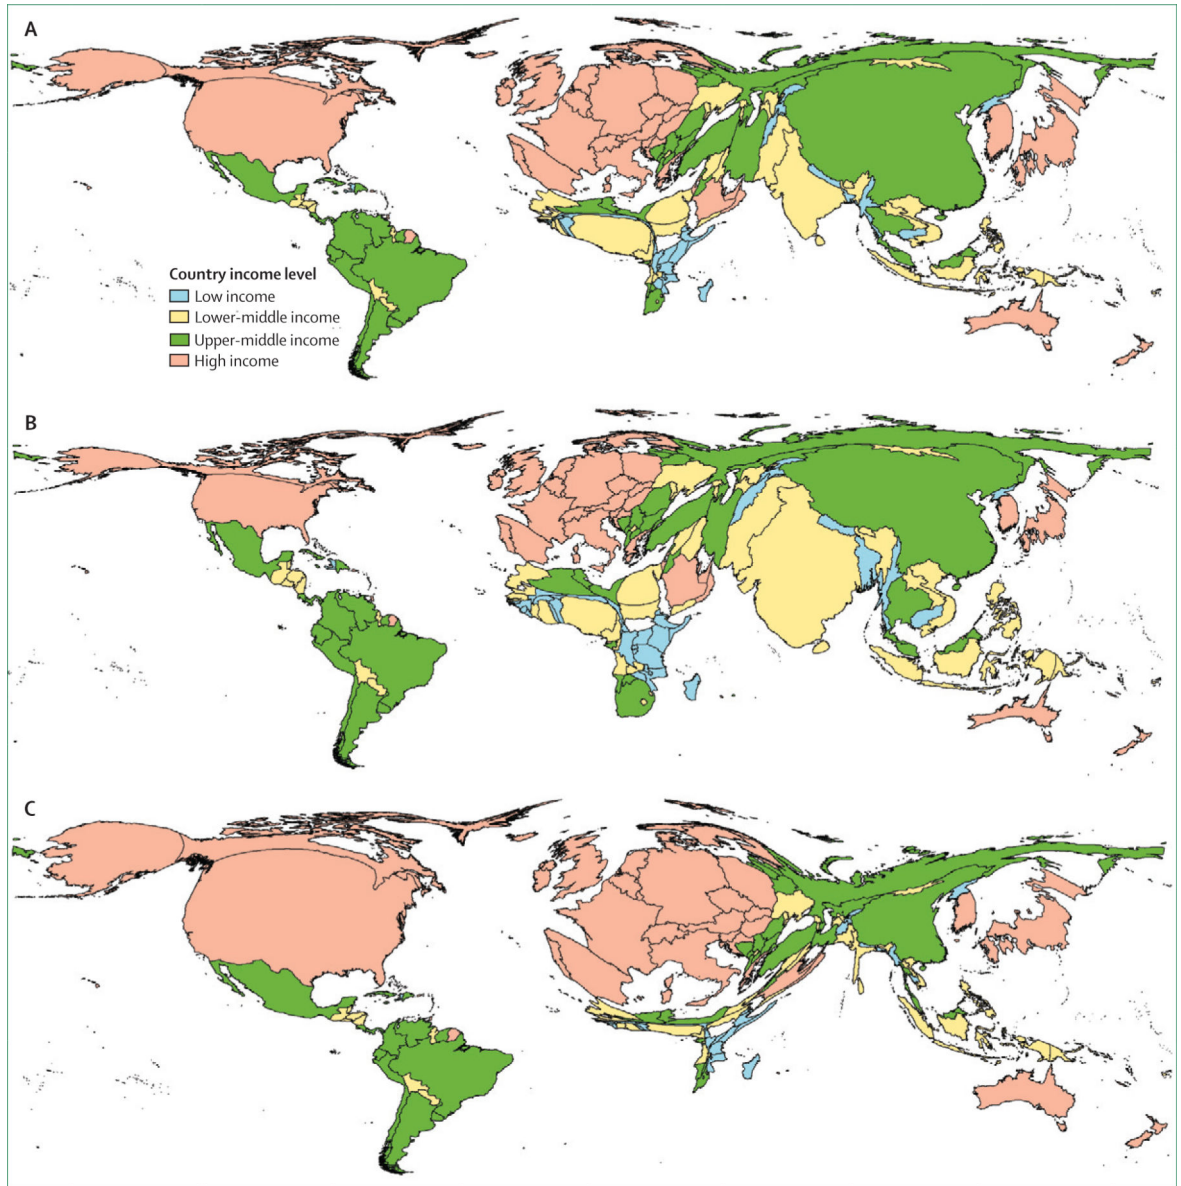 A
Country income level
Low income
Lower-middle income
Upper-middle income
High income
B
C